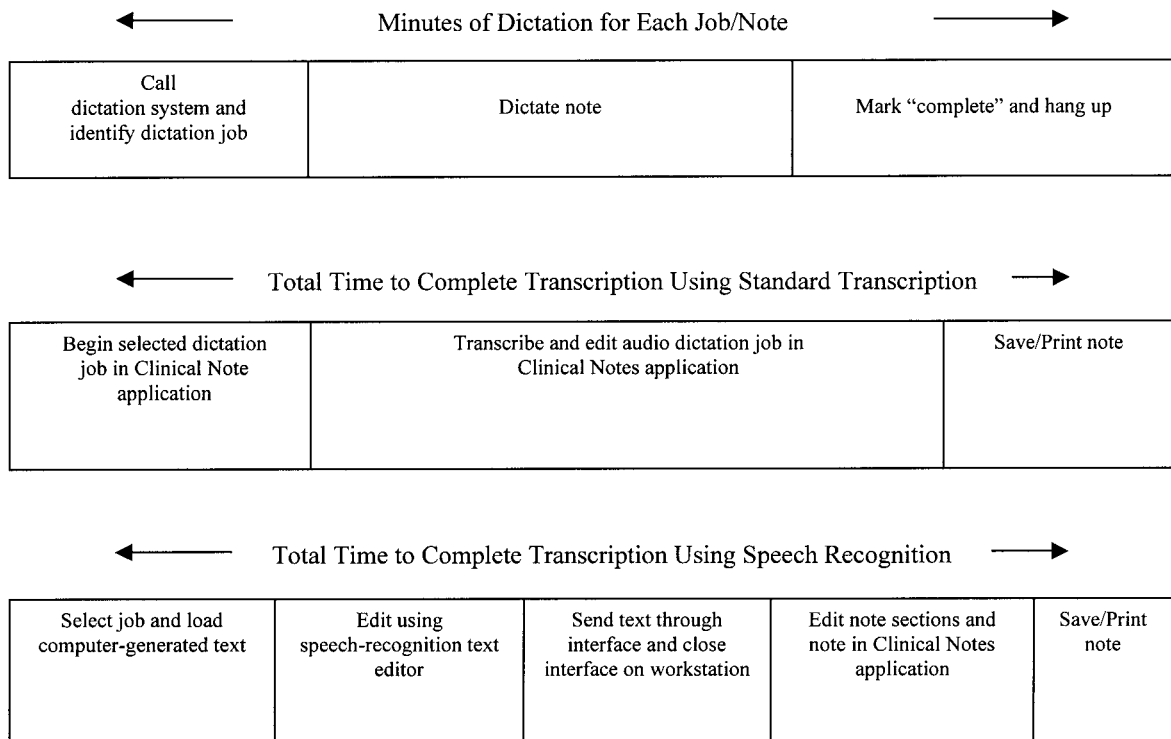 Minutes of Dictation for Each Job/Note
Call
dictation system and
identify dictation job
Dictate note
Mark “complete” and hang up
Total Time to Complete Transcription Using Standard Transcription
Begin selected dictation
job in Clinical Note
application
Transcribe and edit audio dictation job in
Clinical Notes application
Save/Print note
Total Time to Complete Transcription Using Speech Recognition
Select job and load
computer-generated text
Edit using
speech-recognition text
editor
Send text through
interface and close
interface on workstation
Edit note sections and
note in Clinical Notes
application
Save/Print
note